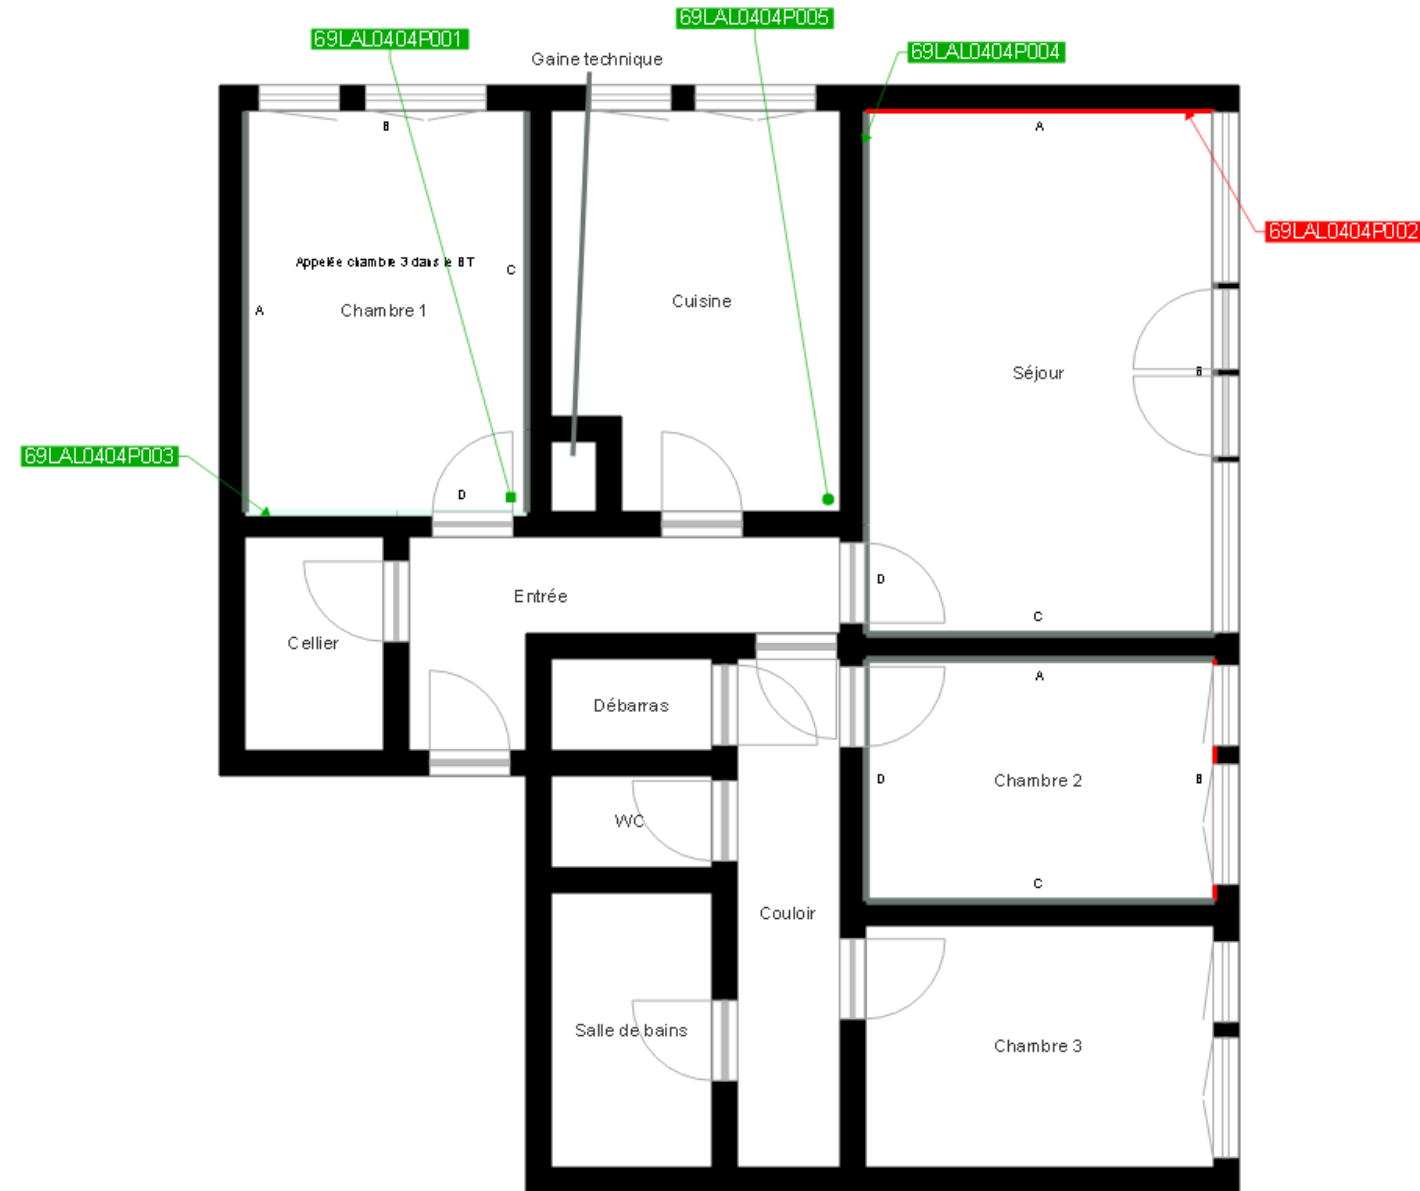 69LAL0404P005
69LAL0404P001
69LAL0404P004
Gaine technique
B
A
69LAL0404P002
Appelée chambre 3 dans le BT
C
A
Chambre 1
Cuisine
Séjour
B
69LAL0404P003
D
D
Entrée
C
Cellier
A
Débarras
D
Chambre 2
B
WC
C
Couloir
Salle de bains
Chambre 3